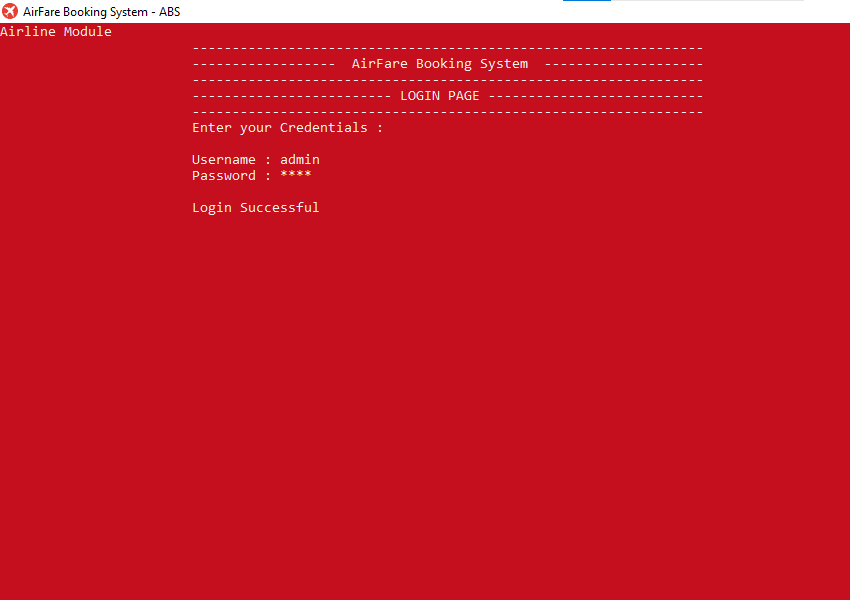 AirFare Booking System - ABS
Airline Module
----------------------------------------------------------------
------------------  AirFare Booking System  --------------------
----------------------------------------------------------------
------------------------- LOGIN PAGE ---------------------------
----------------------------------------------------------------
Enter your Credentials :
Username : admin
Password : ****
Login Successful